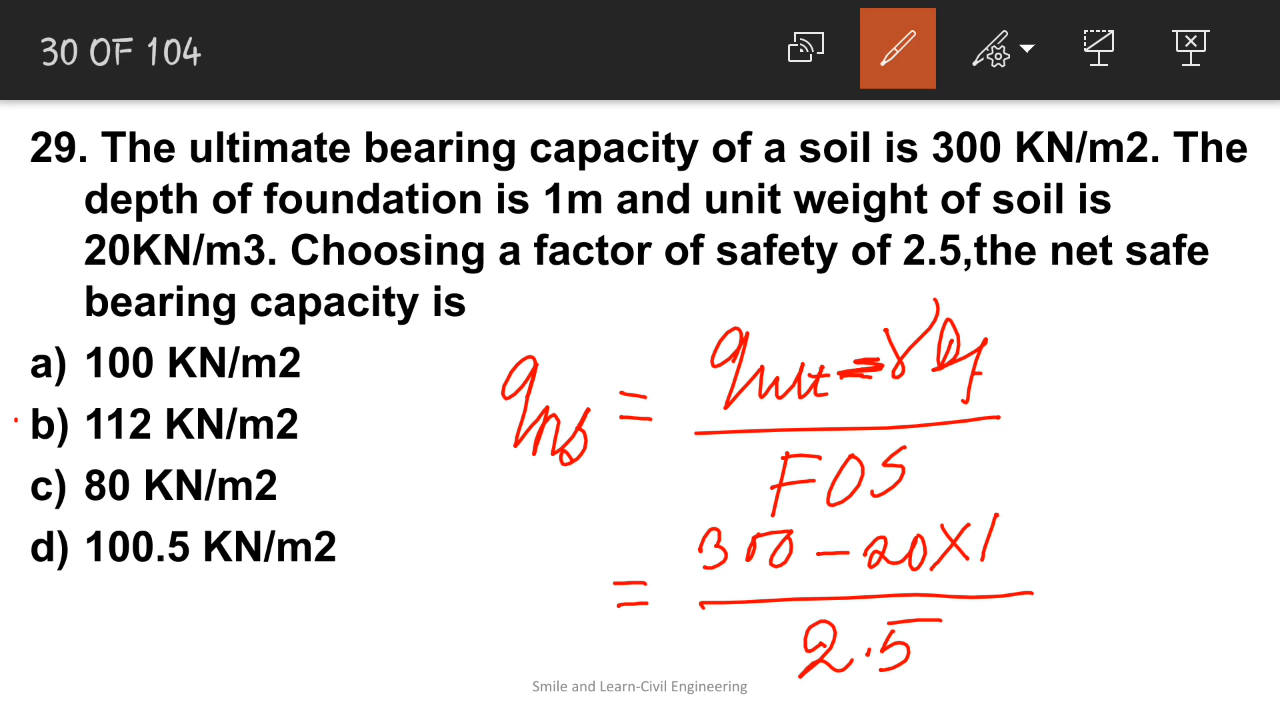 30 OF 104
29. The ultimate bearing capacity of a soil is 300 KN/m2. The
depth of foundation is 1m and unit weight of soil is
20KN/m3. Choosing a factor of safety of 2.5,the net safe
bearing capacity is
a) 100 KN/m2
b) 112 KN/m2
c) 80 KN/m2
d) 100.5 KN/m2
qns = qult - γDf
FOS
= 300 - 20X1
2.5
Smile and Learn-Civil Engineering